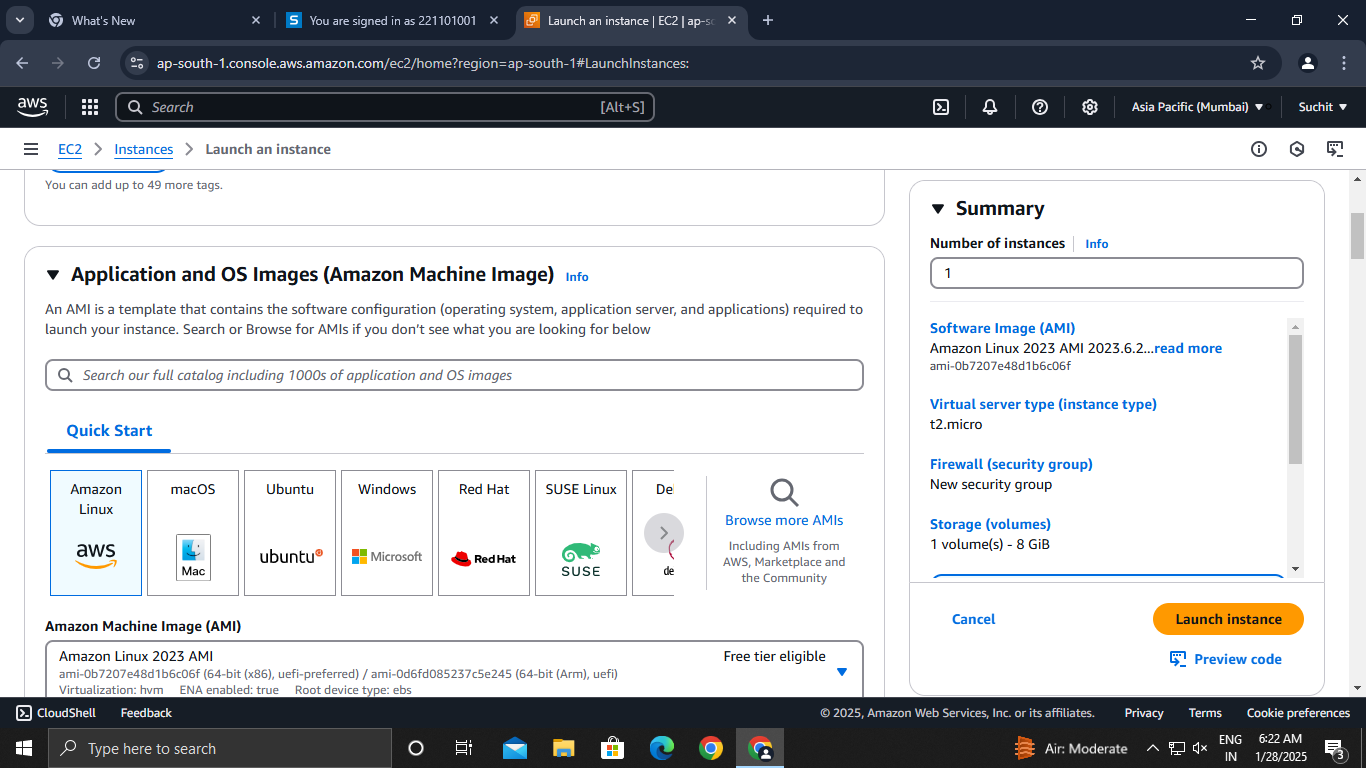 What's New
You are signed in as 221101001
Launch an instance | EC2 | ap-so
ap-south-1.console.aws.amazon.com/ec2/home?region=ap-south-1#LaunchInstances:
aws
Search [Alt+S]
Asia Pacific (Mumbai)
Suchit
EC2 > Instances > Launch an instance
You can add up to 49 more tags.
Application and OS Images (Amazon Machine Image) Info
An AMI is a template that contains the software configuration (operating system, application server, and applications) required to
launch your instance. Search or Browse for AMIs if you don't see what you are looking for below
Search our full catalog including 1000s of application and OS images
Quick Start
Amazon
Linux
aws
macOS
Mac
Ubuntu
ubuntu
Windows
Microsoft
Red Hat
Red Hat
SUSE Linux
SUSE
De
de
Browse more AMIs
Including AMIs from
AWS, Marketplace and
the Community
Amazon Machine Image (AMI)
Amazon Linux 2023 AMI
Free tier eligible
ami-0b7207e48d1b6c06f (64-bit (x86), uefi-preferred) / ami-0d6fd085237c5e245 (64-bit (Arm), uefi)
Virtualization: hvm ENA enabled: true Root device type: ebs
Summary
Number of instances Info
1
Software Image (AMI)
Amazon Linux 2023 AMI 2023.6.2...read more
ami-0b7207e48d1b6c06f
Virtual server type (instance type)
t2.micro
Firewall (security group)
New security group
Storage (volumes)
1 volume(s) - 8 GiB
Cancel
Launch instance
Preview code
CloudShell
Feedback
© 2025, Amazon Web Services, Inc. or its affiliates.
Privacy
Terms
Cookie preferences
Type here to search
Air: Moderate
ENG
IN
6:22 AM
1/28/2025
3